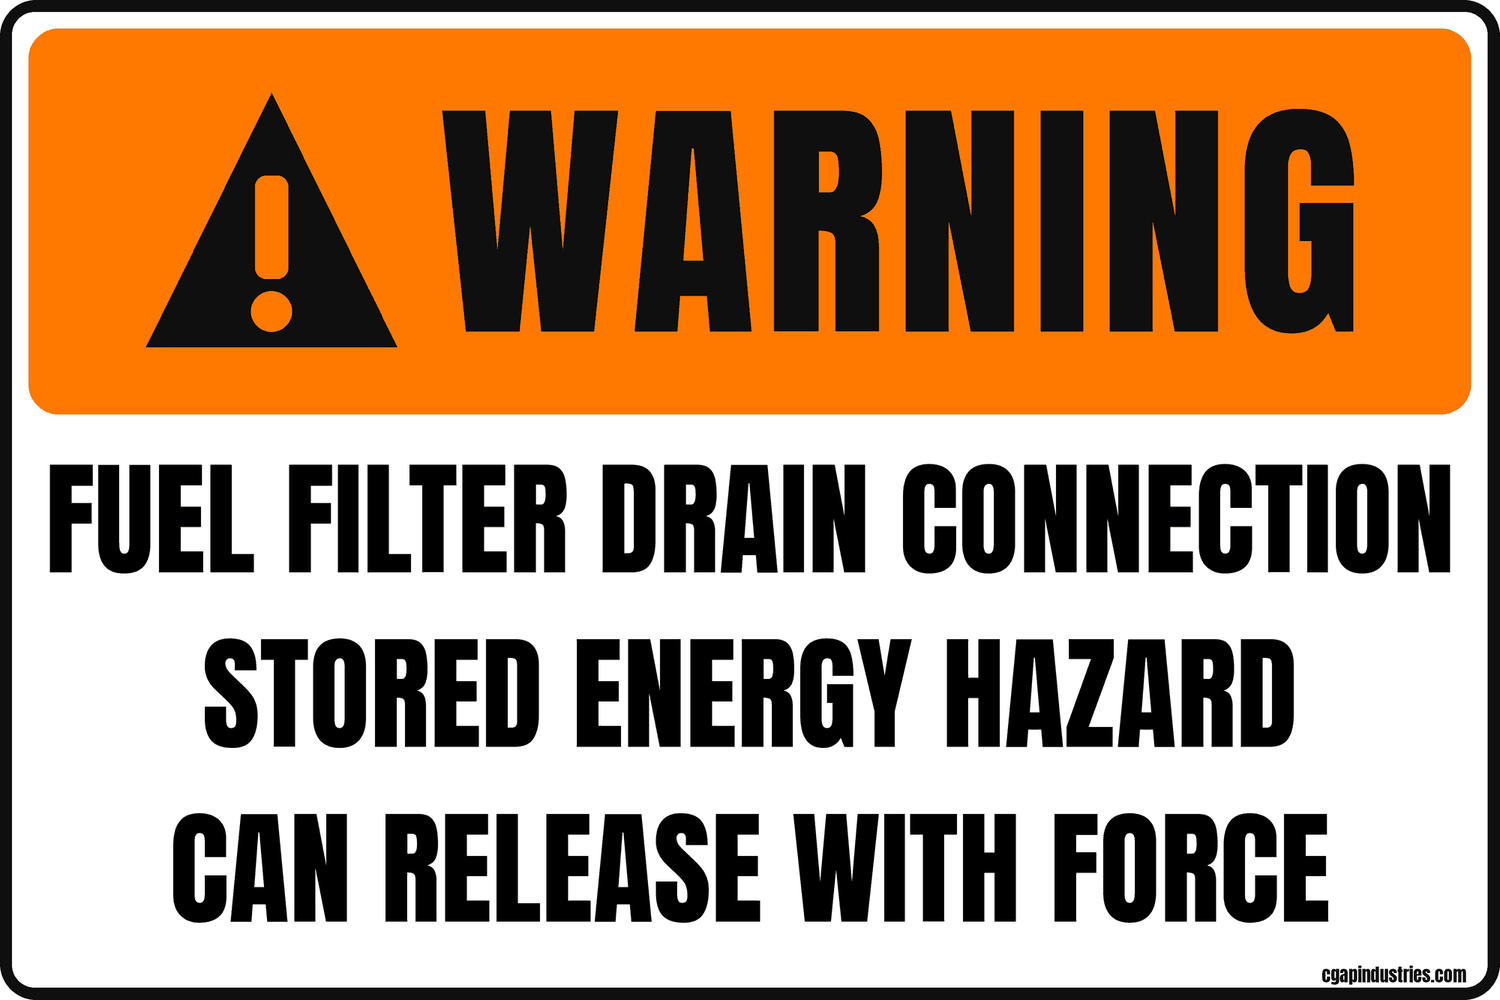 WARNING
FUEL FILTER DRAIN CONNECTION
STORED ENERGY HAZARD
CAN RELEASE WITH FORCE
cgapindustries.com